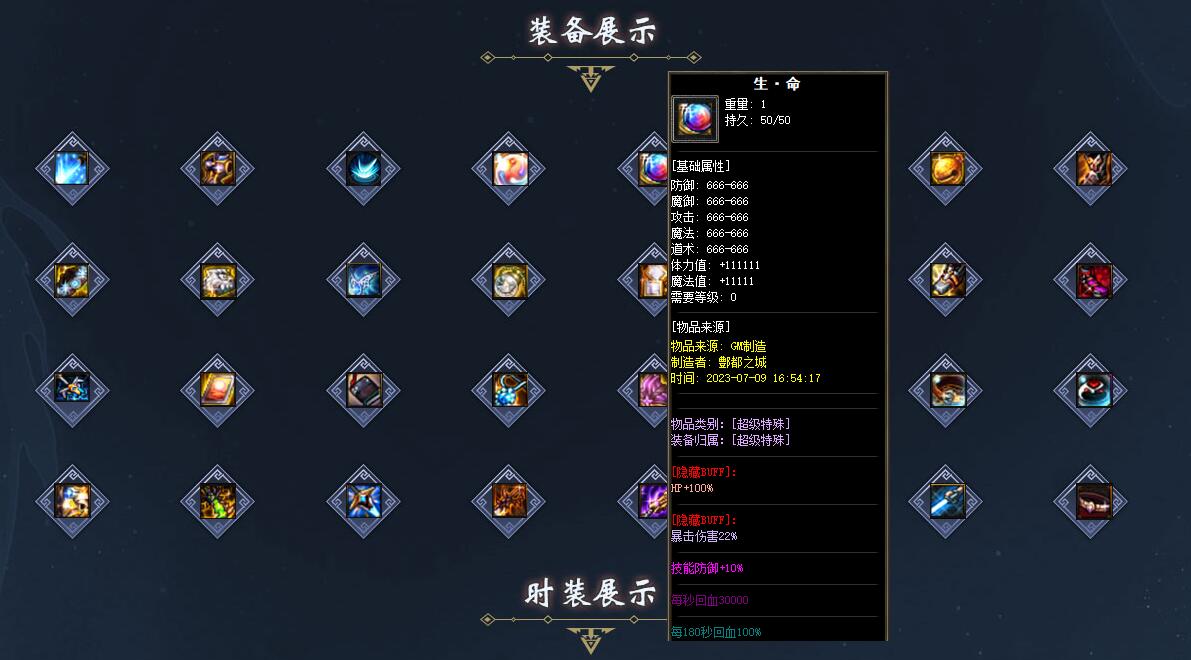 装备展示
生·命
重量: 1
持久: 50/50
[基础属性]
防御: 666-666
魔御: 666-666
攻击: 666-666
魔法: 666-666
道术: 666-666
体力值: +111111
魔法值: +11111
需要等级: 0
[物品来源]
物品来源: GM制造
制造者: 酆都之城
时间: 2023-07-09 16:54:17
物品类别: [超级特殊]
装备归属: [超级特殊]
[隐藏BUFF]:
HP+100%
[隐藏BUFF]:
暴击伤害22%
技能防御+10%
每秒回血30000
每180秒回血100%
时装展示